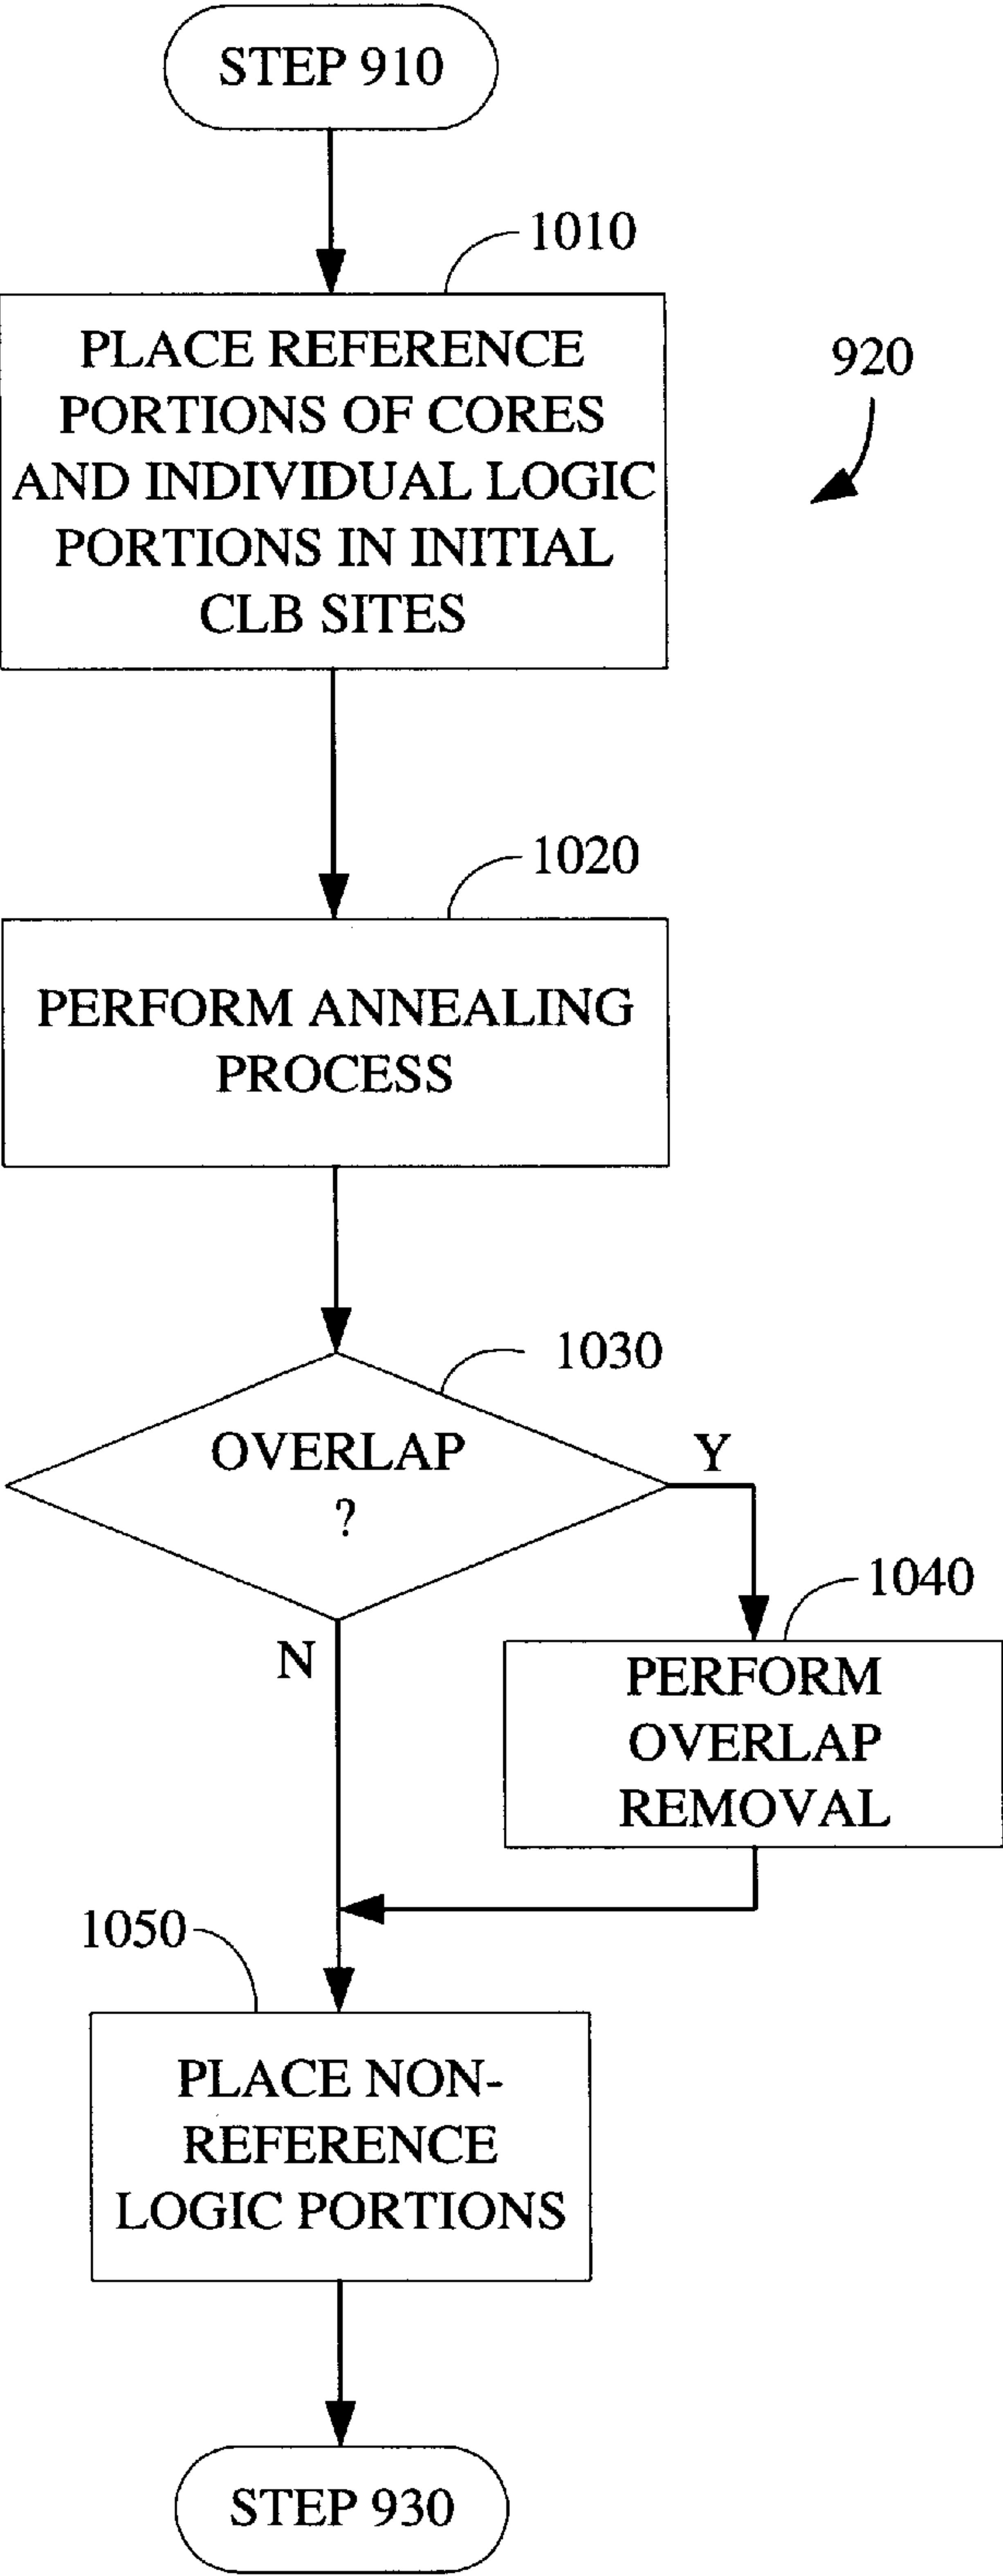 STEP 910
1010
PLACE REFERENCE
PORTIONS OF CORES
AND INDIVIDUAL LOGIC
PORTIONS IN INITIAL
CLB SITES
920
1020
PERFORM ANNEALING
PROCESS
1030
OVERLAP
?
Y
N
1040
PERFORM
OVERLAP
REMOVAL
1050
PLACE NON-
REFERENCE
LOGIC PORTIONS
STEP 930